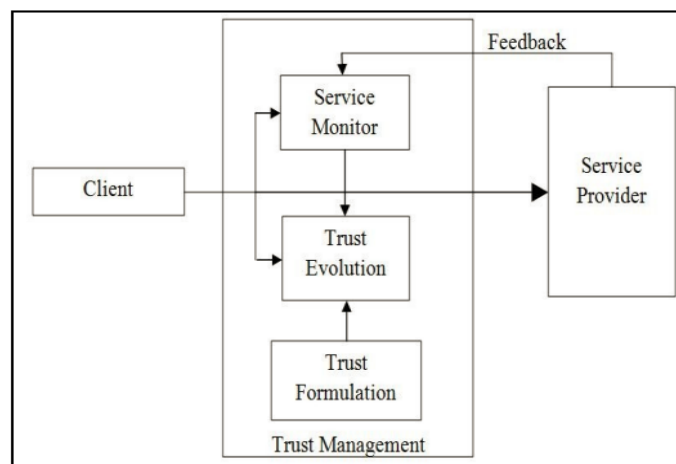 Feedback
Service
Monitor
Client
Service
Provider
Trust
Evolution
Trust
Formulation
Trust Management